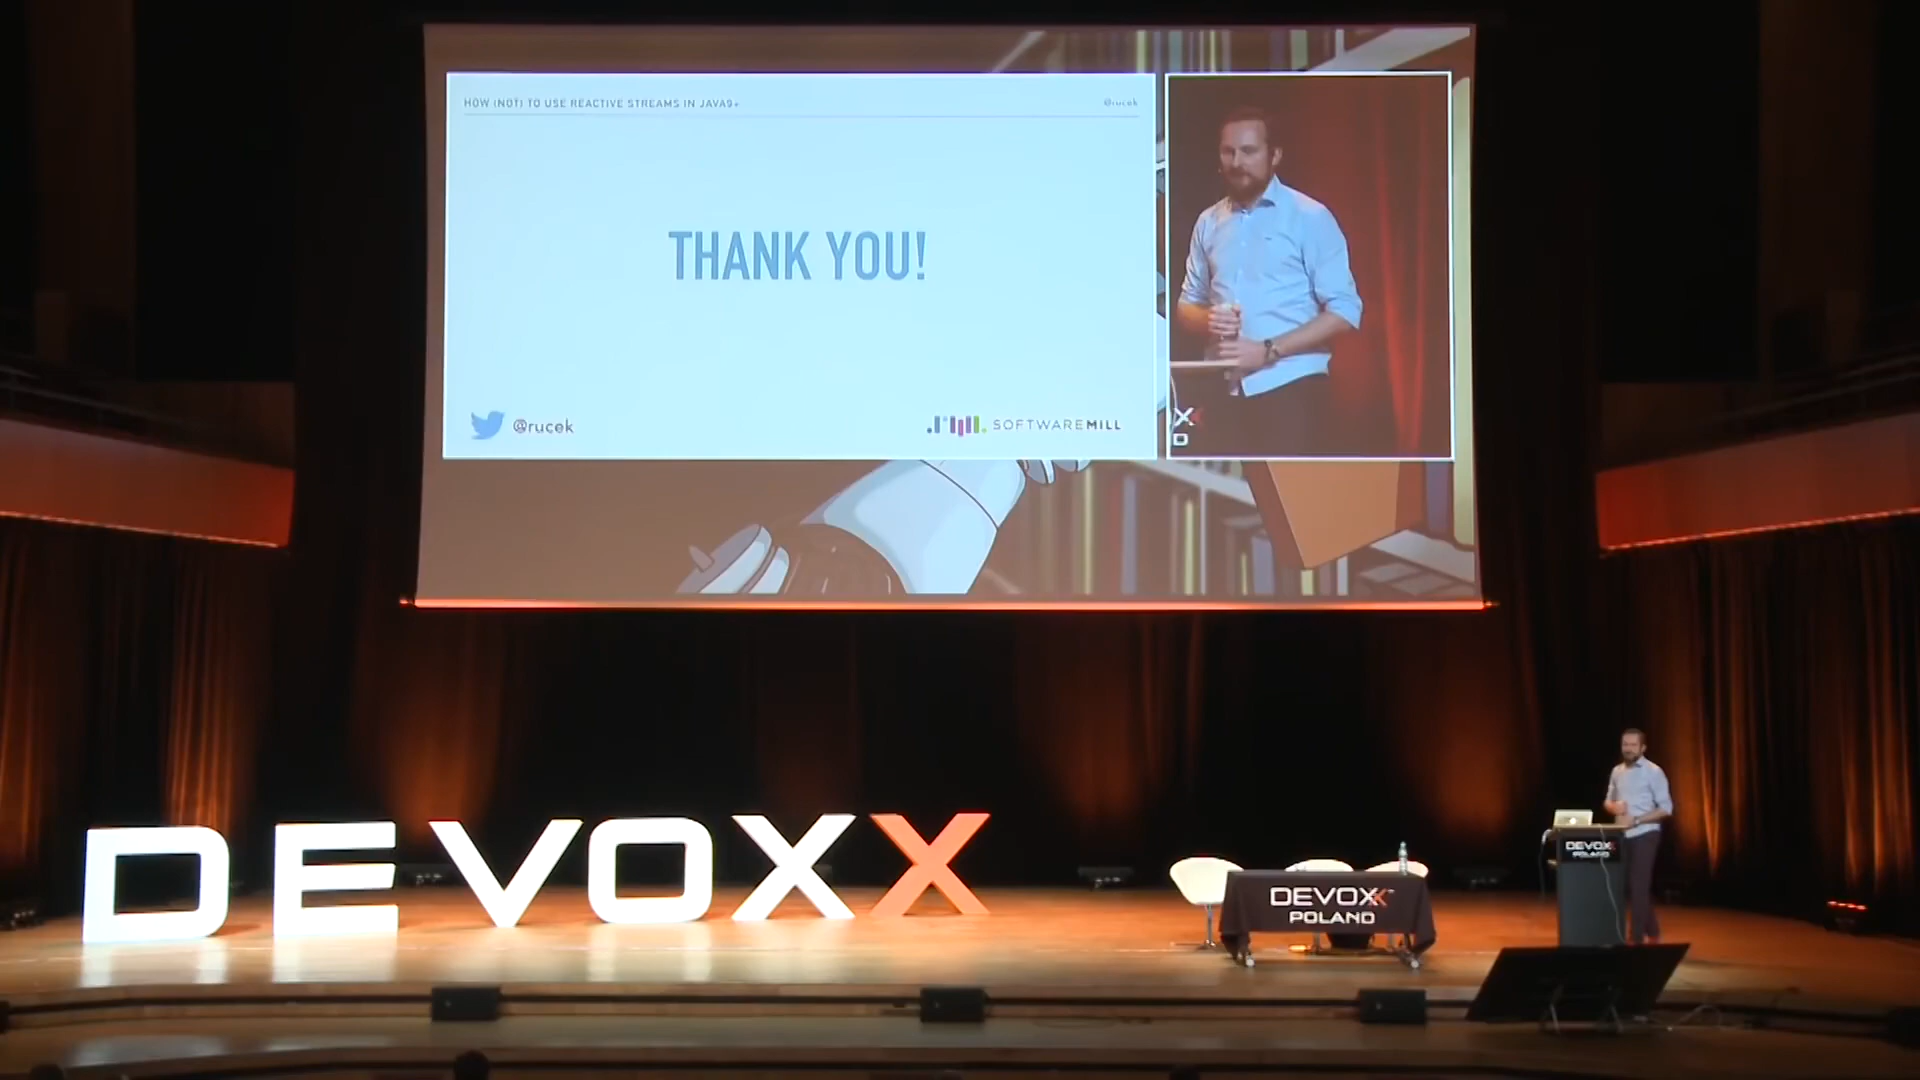 HOW (NOT) TO USE REACTIVE STREAMS IN JAVA9+
@rucek
THANK YOU!
@rucek
SOFTWAREMILL
X
D
DEVOXX
DEVOXX
POLAND
DEVOXX
POLAND